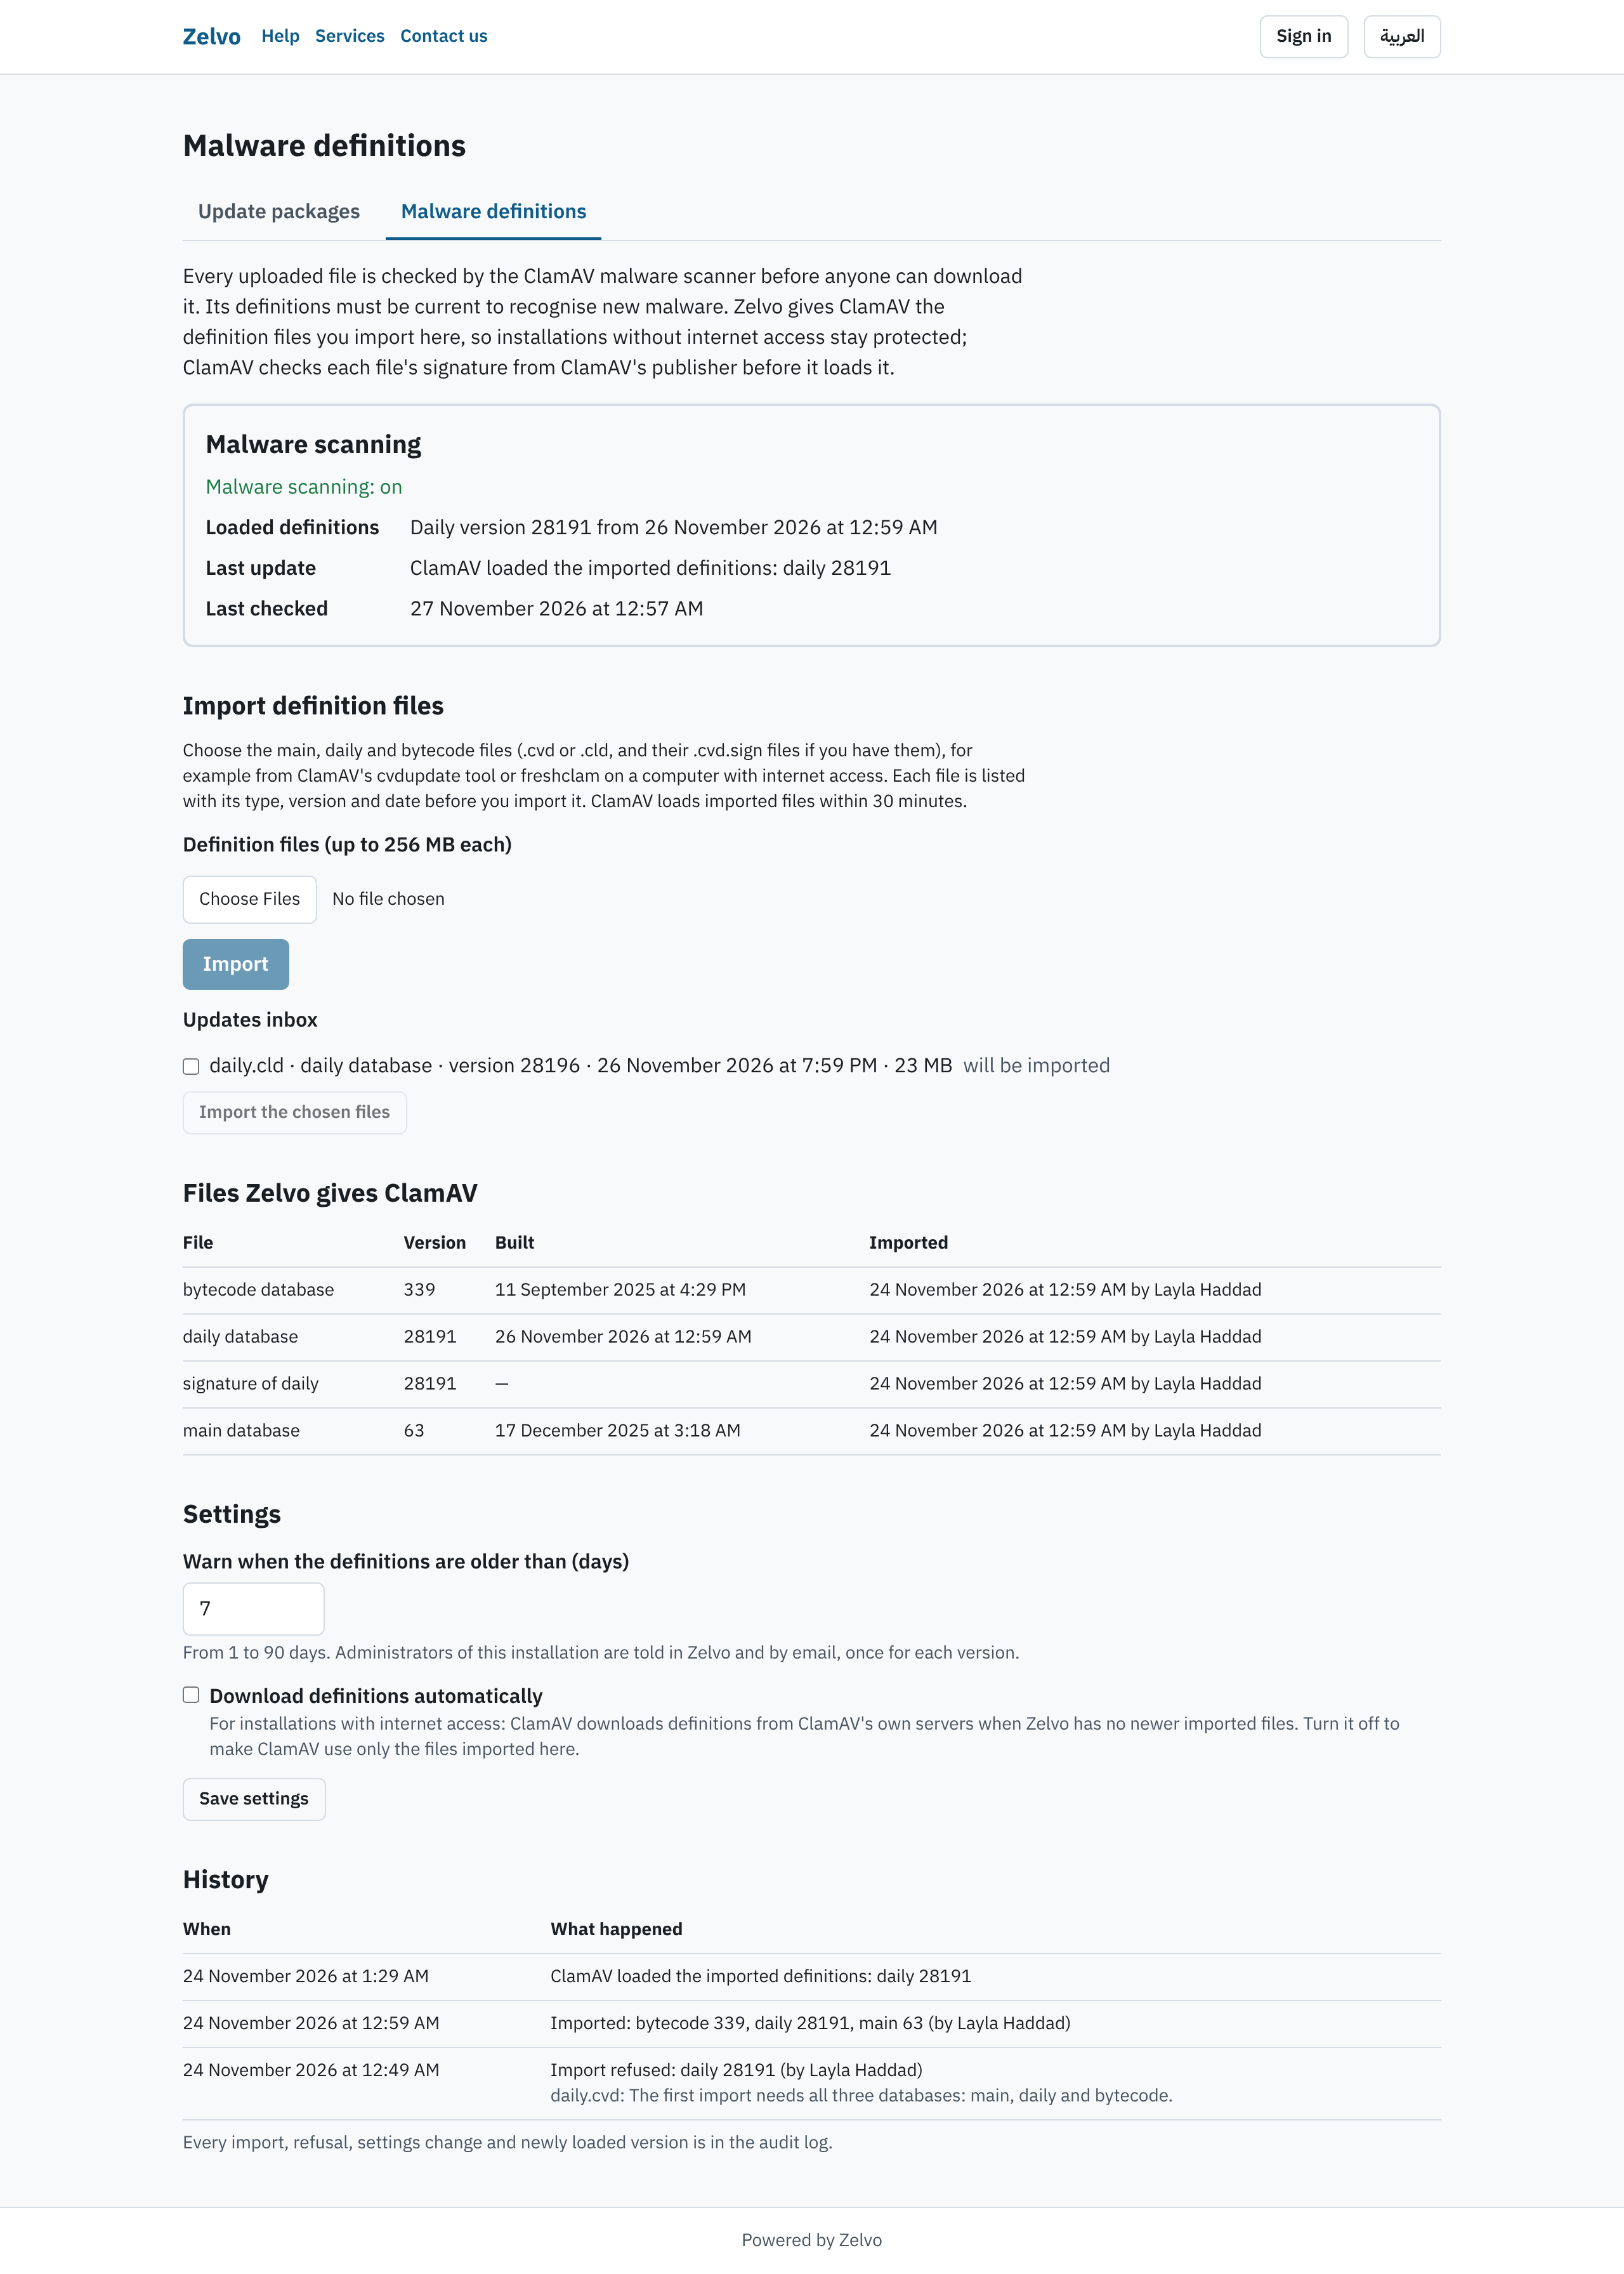 Zelvo Help Services Contact us Sign in العربية
Malware definitions
Update packages Malware definitions
Every uploaded file is checked by the ClamAV malware scanner before anyone can download
it. Its definitions must be current to recognise new malware. Zelvo gives ClamAV the
definition files you import here, so installations without internet access stay protected;
ClamAV checks each file's signature from ClamAV's publisher before it loads it.
Malware scanning
Malware scanning: on
Loaded definitions Daily version 28191 from 26 November 2026 at 12:59 AM
Last update ClamAV loaded the imported definitions: daily 28191
Last checked 27 November 2026 at 12:57 AM
Import definition files
Choose the main, daily and bytecode files (.cvd or .cld, and their .cvd.sign files if you have them), for
example from ClamAV's cvdupdate tool or freshclam on a computer with internet access. Each file is listed
with its type, version and date before you import it. ClamAV loads imported files within 30 minutes.
Definition files (up to 256 MB each)
Choose Files No file chosen
Import
Updates inbox
daily.cld · daily database · version 28196 · 26 November 2026 at 7:59 PM · 23 MB will be imported
Import the chosen files
Files Zelvo gives ClamAV
File Version Built Imported
bytecode database 339 11 September 2025 at 4:29 PM 24 November 2026 at 12:59 AM by Layla Haddad
daily database 28191 26 November 2026 at 12:59 AM 24 November 2026 at 12:59 AM by Layla Haddad
signature of daily 28191 — 24 November 2026 at 12:59 AM by Layla Haddad
main database 63 17 December 2025 at 3:18 AM 24 November 2026 at 12:59 AM by Layla Haddad
Settings
Warn when the definitions are older than (days)
7
From 1 to 90 days. Administrators of this installation are told in Zelvo and by email, once for each version.
Download definitions automatically
For installations with internet access: ClamAV downloads definitions from ClamAV's own servers when Zelvo has no newer imported files. Turn it off to
make ClamAV use only the files imported here.
Save settings
History
When What happened
24 November 2026 at 1:29 AM ClamAV loaded the imported definitions: daily 28191
24 November 2026 at 12:59 AM Imported: bytecode 339, daily 28191, main 63 (by Layla Haddad)
24 November 2026 at 12:49 AM Import refused: daily 28191 (by Layla Haddad)
daily.cvd: The first import needs all three databases: main, daily and bytecode.
Every import, refusal, settings change and newly loaded version is in the audit log.
Powered by Zelvo